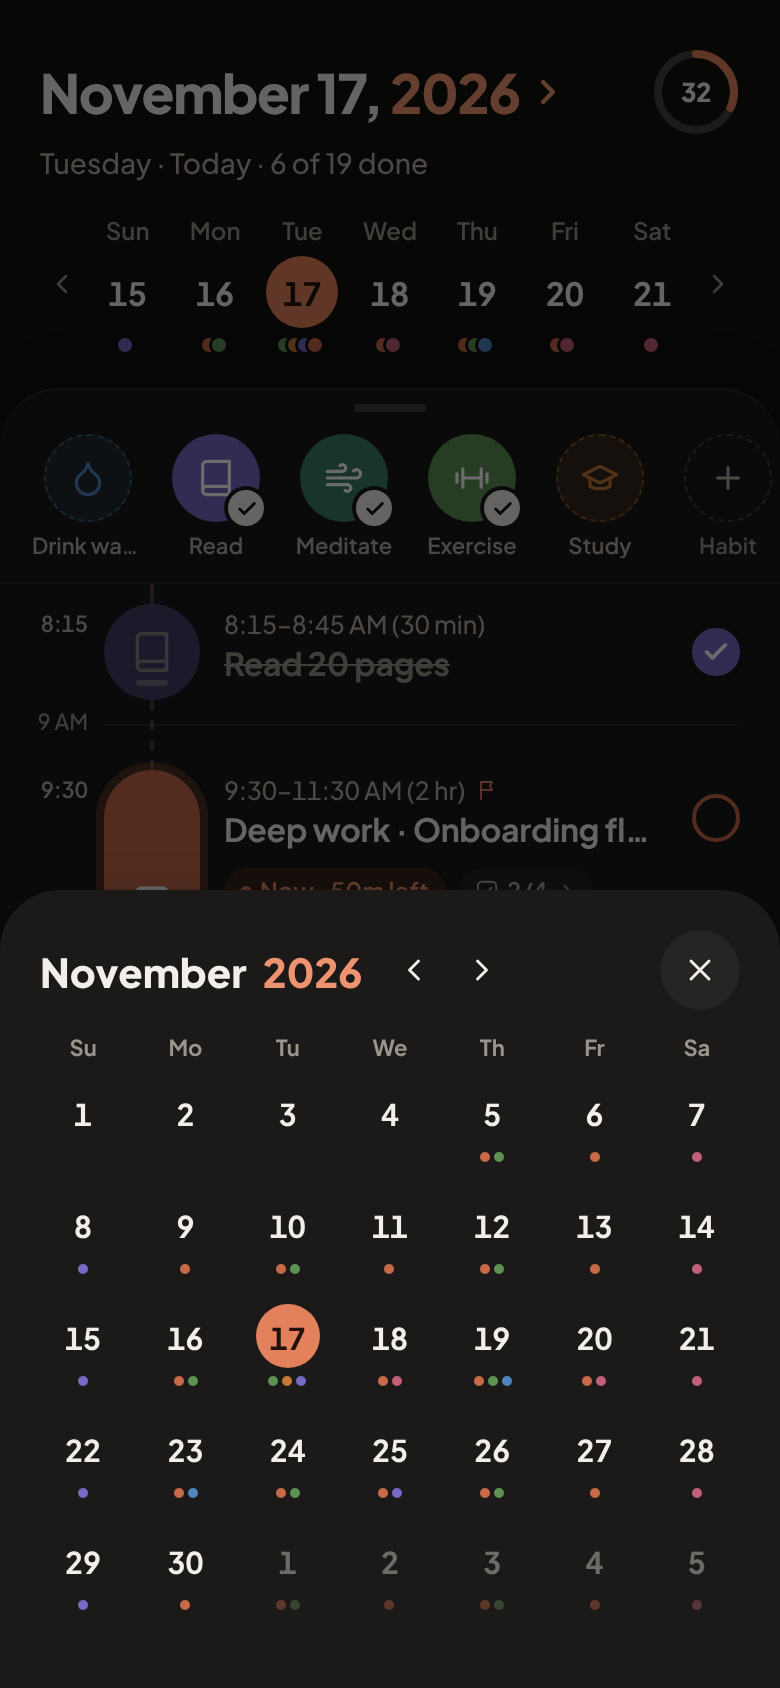 November 17, 2026
32
Tuesday · Today · 6 of 19 done
Sun Mon Tue Wed Thu Fri Sat
15 16 17 18 19 20 21
Drink wa... Read Meditate Exercise Study Habit
8:15 8:15–8:45 AM (30 min)
Read 20 pages
9 AM
9:30 9:30–11:30 AM (2 hr)
Deep work · Onboarding fl...
Now · 50m left 2/4
November 2026
Su Mo Tu We Th Fr Sa
1 2 3 4 5 6 7
8 9 10 11 12 13 14
15 16 17 18 19 20 21
22 23 24 25 26 27 28
29 30 1 2 3 4 5